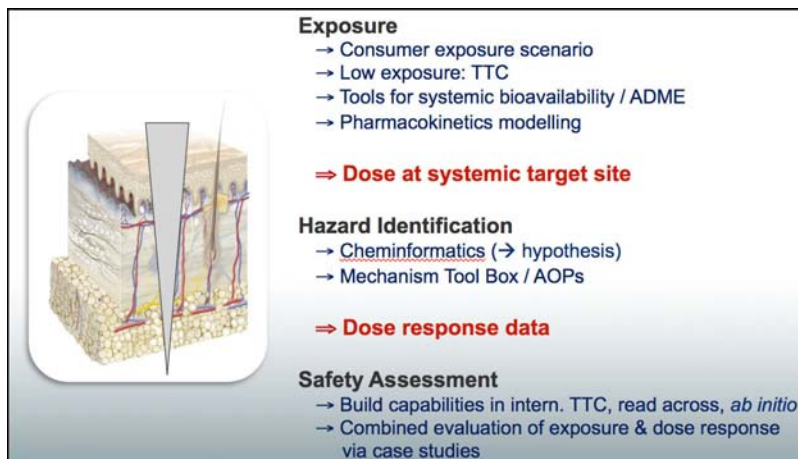 Exposure
→ Consumer exposure scenario
→ Low exposure: TTC
→ Tools for systemic bioavailability / ADME
→ Pharmacokinetics modelling
⇒ Dose at systemic target site
Hazard Identification
→ Cheminformatics (→ hypothesis)
→ Mechanism Tool Box / AOPs
⇒ Dose response data
Safety Assessment
→ Build capabilities in intern. TTC, read across, ab initio
→ Combined evaluation of exposure & dose response
via case studies